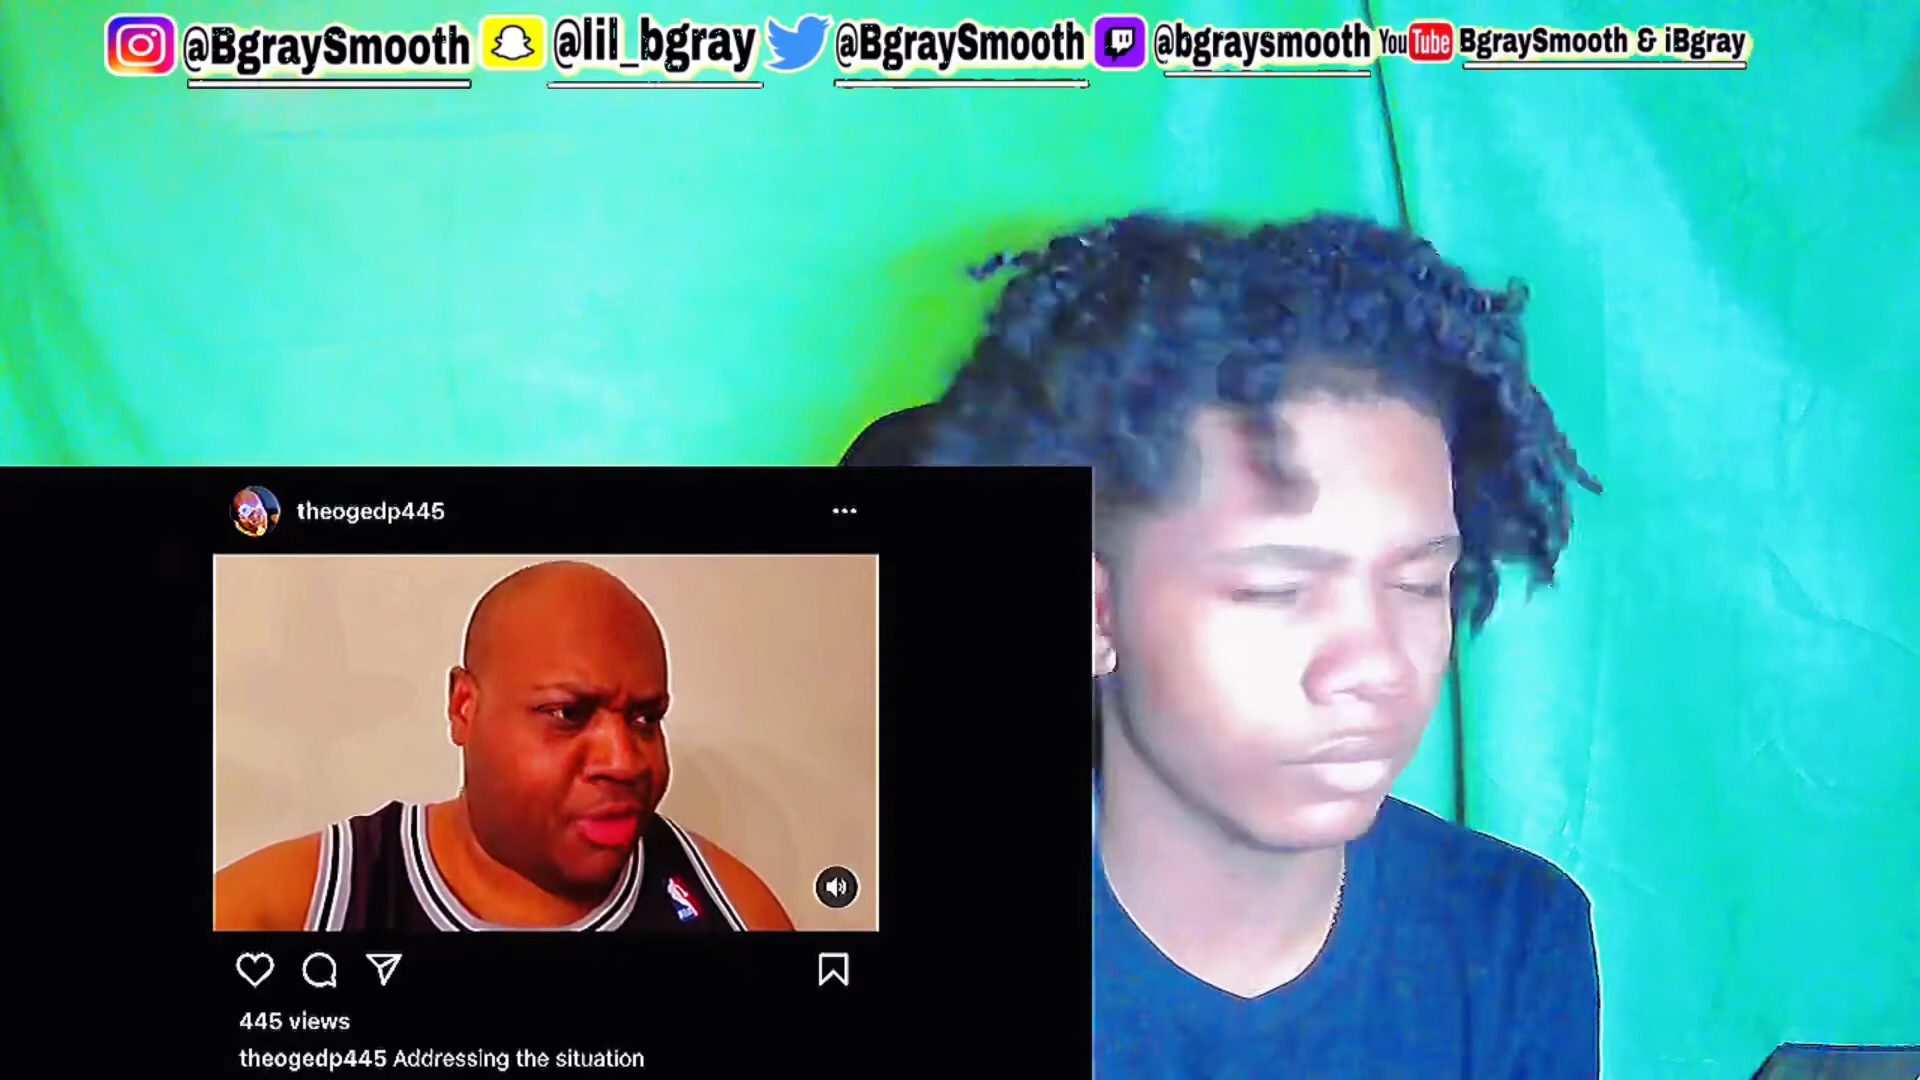 @BgraySmooth @lil_bgray @BgraySmooth @bgraysmooth YouTube BgraySmooth & iBgray
theogedp445
445 views
theogedp445 Addressing the situation